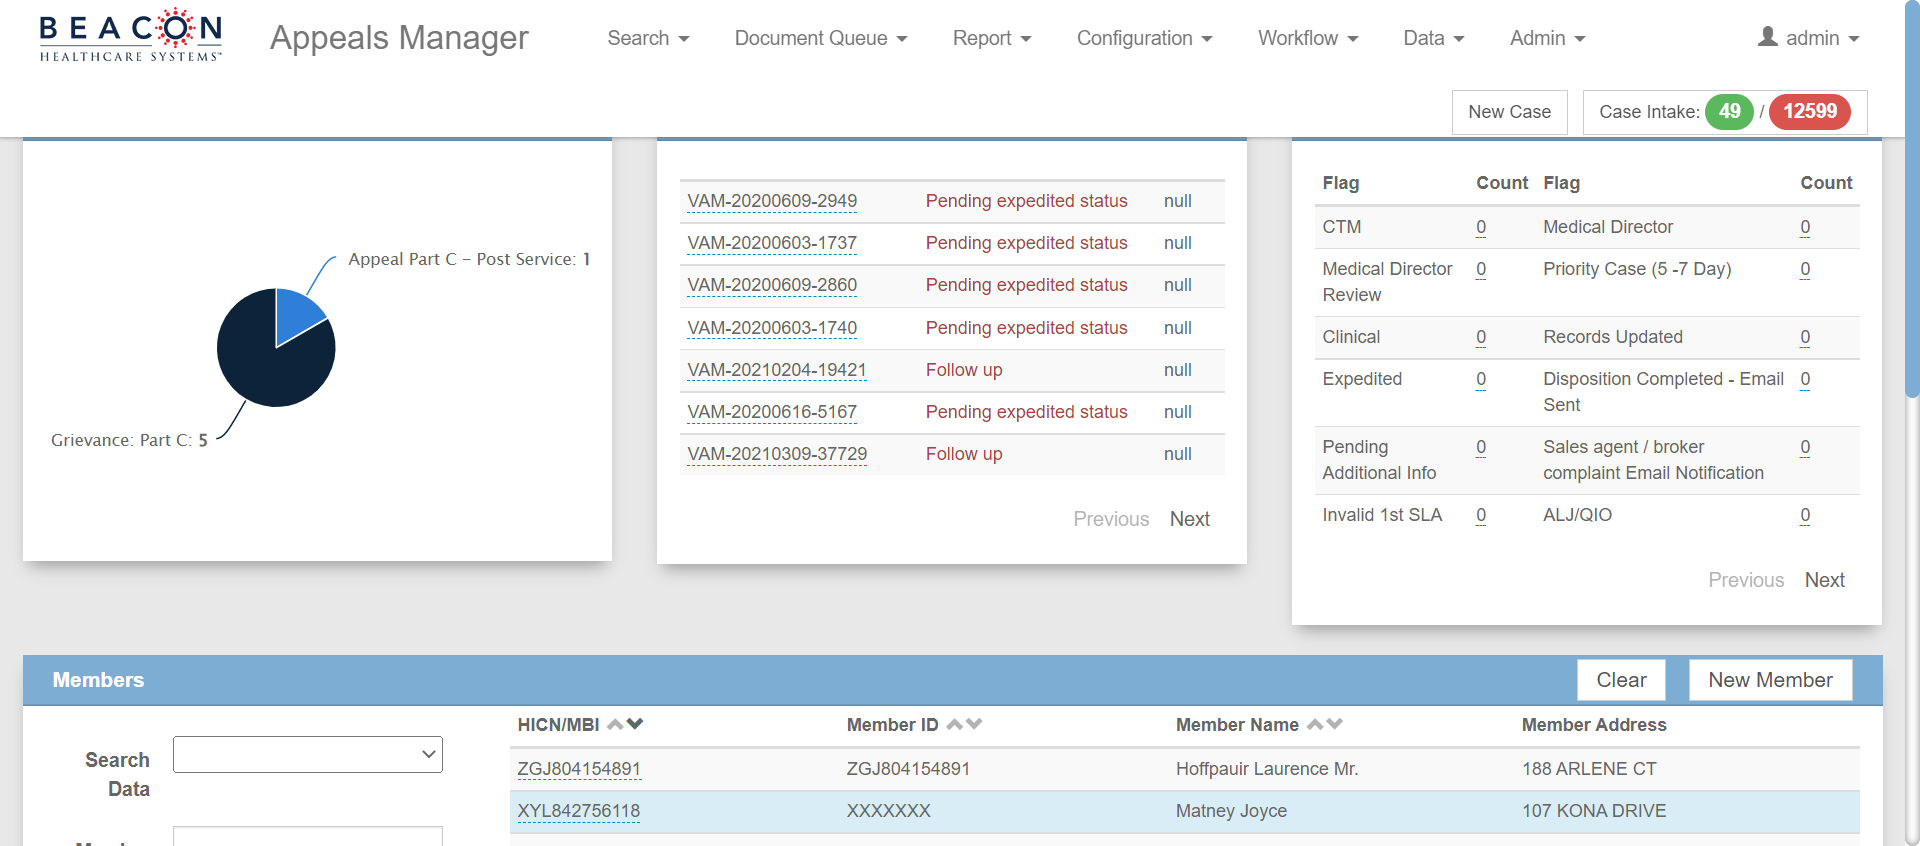 BEACON
HEALTHCARE SYSTEMS™
Appeals Manager
Search
Document Queue
Report
Configuration
Workflow
Data
Admin
admin
New Case
Case Intake: 49 / 12599
Appeal Part C - Post Service: 1
Grievance: Part C: 5
VAM-20200609-2949 Pending expedited status null
VAM-20200603-1737 Pending expedited status null
VAM-20200609-2860 Pending expedited status null
VAM-20200603-1740 Pending expedited status null
VAM-20210204-19421 Follow up null
VAM-20200616-5167 Pending expedited status null
VAM-20210309-37729 Follow up null
Previous Next
Flag Count Flag Count
CTM 0 Medical Director 0
Medical Director 0 Priority Case (5 -7 Day) 0
Review
Clinical 0 Records Updated 0
Expedited 0 Disposition Completed - Email 0
Sent
Pending 0 Sales agent / broker 0
Additional Info complaint Email Notification
Invalid 1st SLA 0 ALJ/QIO 0
Previous Next
Members
Clear
New Member
Search
Data
HICN/MBI Member ID Member Name Member Address
ZGJ804154891 ZGJ804154891 Hoffpauir Laurence Mr. 188 ARLENE CT
XYL842756118 XXXXXXX Matney Joyce 107 KONA DRIVE